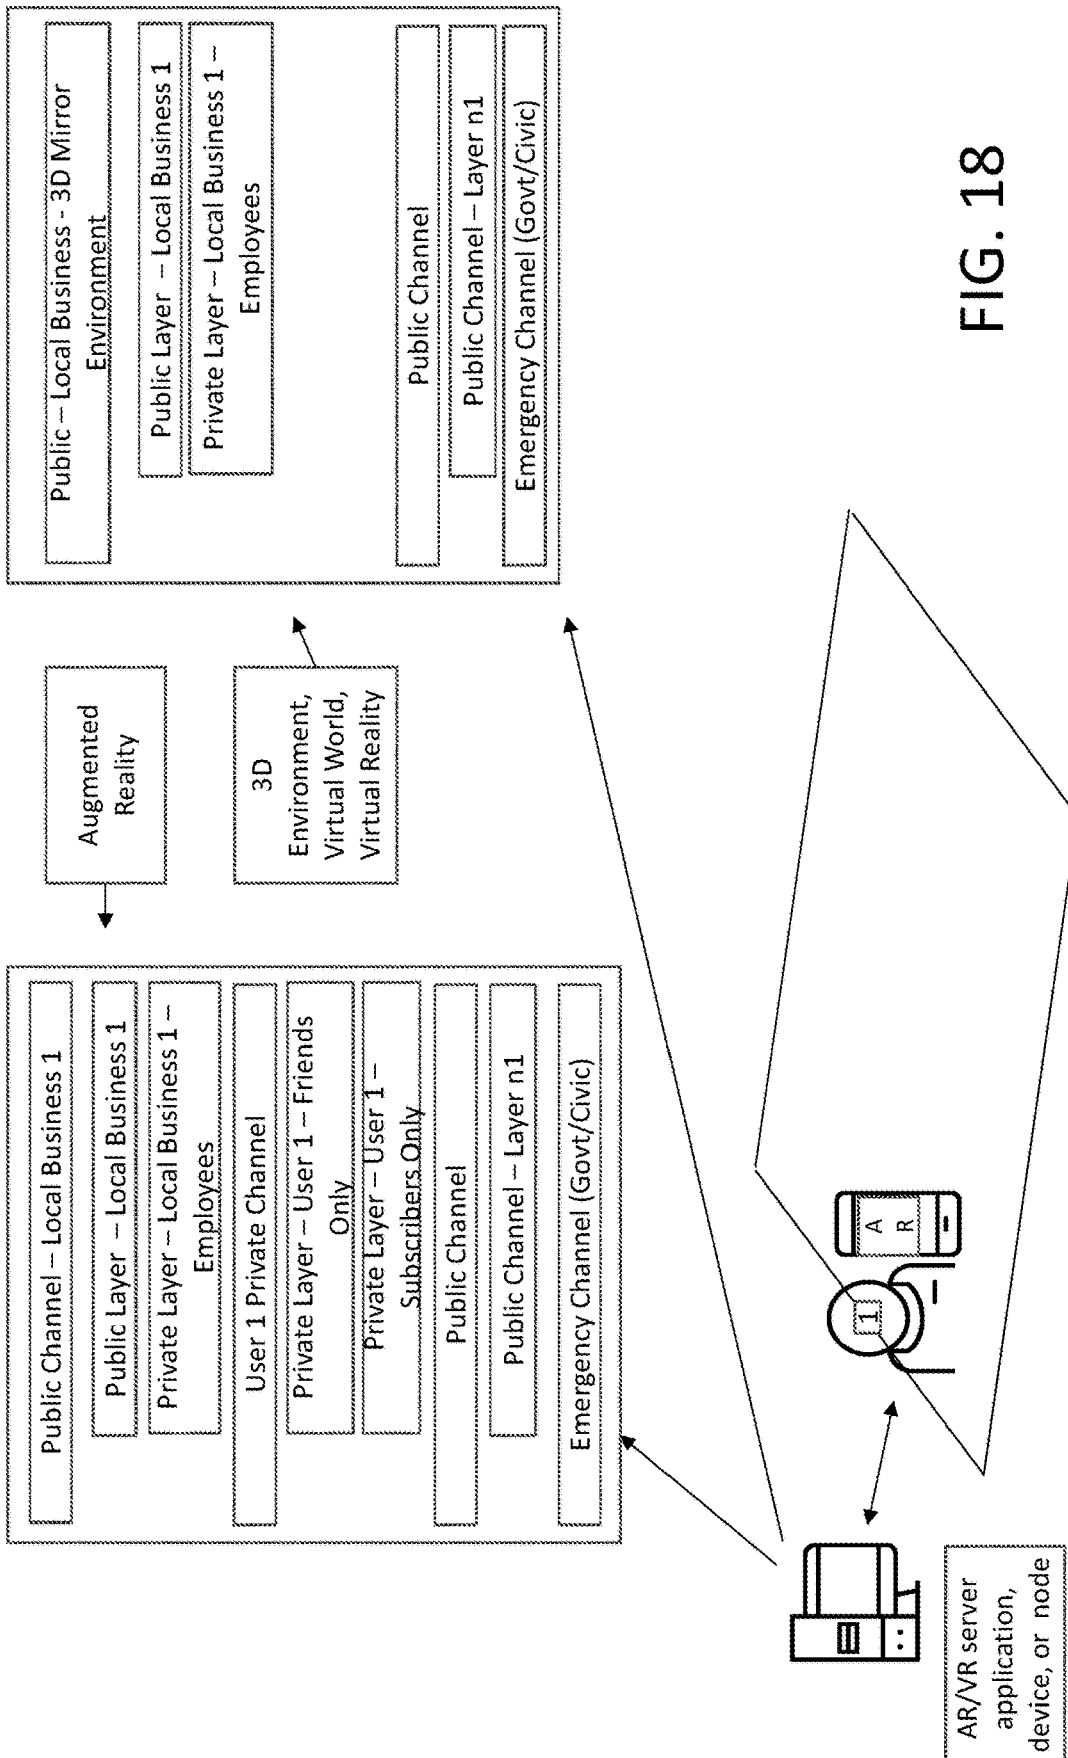 Public Channel – Local Business 1
Public Layer – Local Business 1
Private Layer – Local Business 1 –
Employees
User 1 Private Channel
Private Layer – User 1 – Friends
Only
Private Layer – User 1 –
Subscribers Only
Public Channel
Public Channel – Layer n1
Emergency Channel (Govt/Civic)
Augmented
Reality
3D
Environment,
Virtual World,
Virtual Reality
Public – Local Business - 3D Mirror
Environment
Public Layer – Local Business 1
Private Layer – Local Business 1 –
Employees
Public Channel
Public Channel – Layer n1
Emergency Channel (Govt/Civic)
1
A
R
AR/VR server
application,
device, or node
FIG. 18